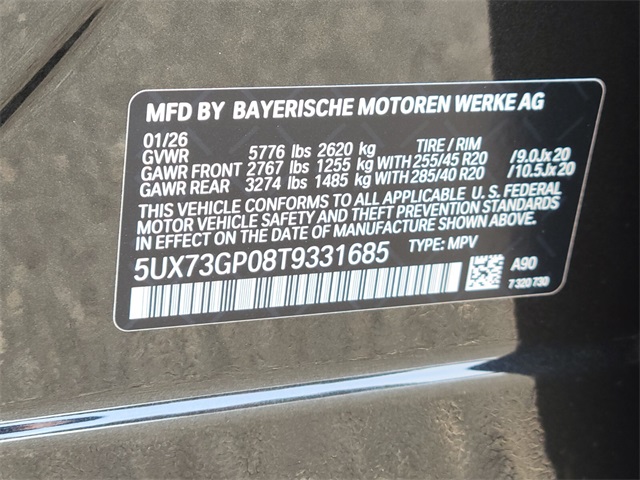 MFD BY BAYERISCHE MOTOREN WERKE AG
01/26
GVWR 5776 lbs 2620 kg TIRE / RIM
GAWR FRONT 2767 lbs 1255 kg WITH 255/45 R20 /9.0Jx20
GAWR REAR 3274 lbs 1485 kg WITH 285/40 R20 /10.5Jx20
THIS VEHICLE CONFORMS TO ALL APPLICABLE U. S. FEDERAL
MOTOR VEHICLE SAFETY AND THEFT PREVENTION STANDARDS
IN EFFECT ON THE DATE OF MANUFACTURE SHOWN ABOVE.
5UX73GP08T9331685 TYPE: MPV
A90
7 320 730